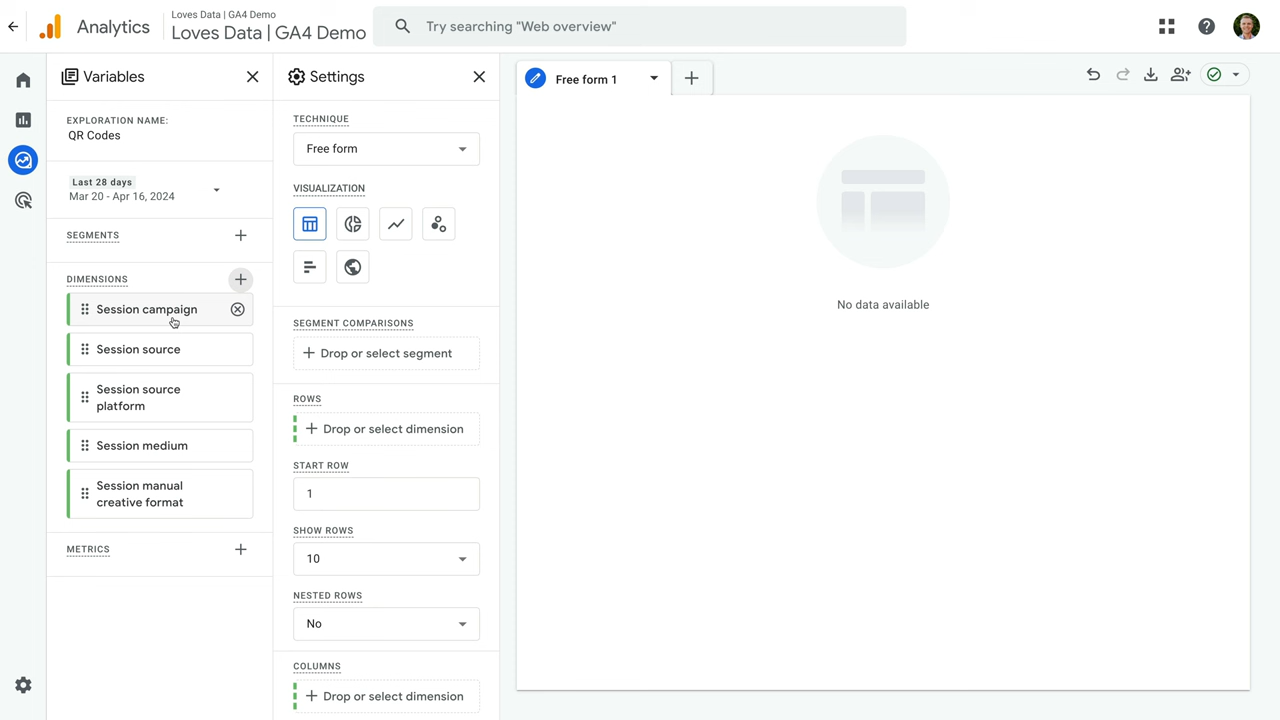 Analytics
Loves Data | GA4 Demo
Loves Data | GA4 Demo
Try searching "Web overview"
Variables
EXPLORATION NAME:
QR Codes
Last 28 days
Mar 20 - Apr 16, 2024
SEGMENTS
DIMENSIONS
Session campaign
Session source
Session source
platform
Session medium
Session manual
creative format
METRICS
Settings
TECHNIQUE
Free form
VISUALIZATION
SEGMENT COMPARISONS
Drop or select segment
ROWS
Drop or select dimension
START ROW
1
SHOW ROWS
10
NESTED ROWS
No
COLUMNS
Drop or select dimension
Free form 1
No data available